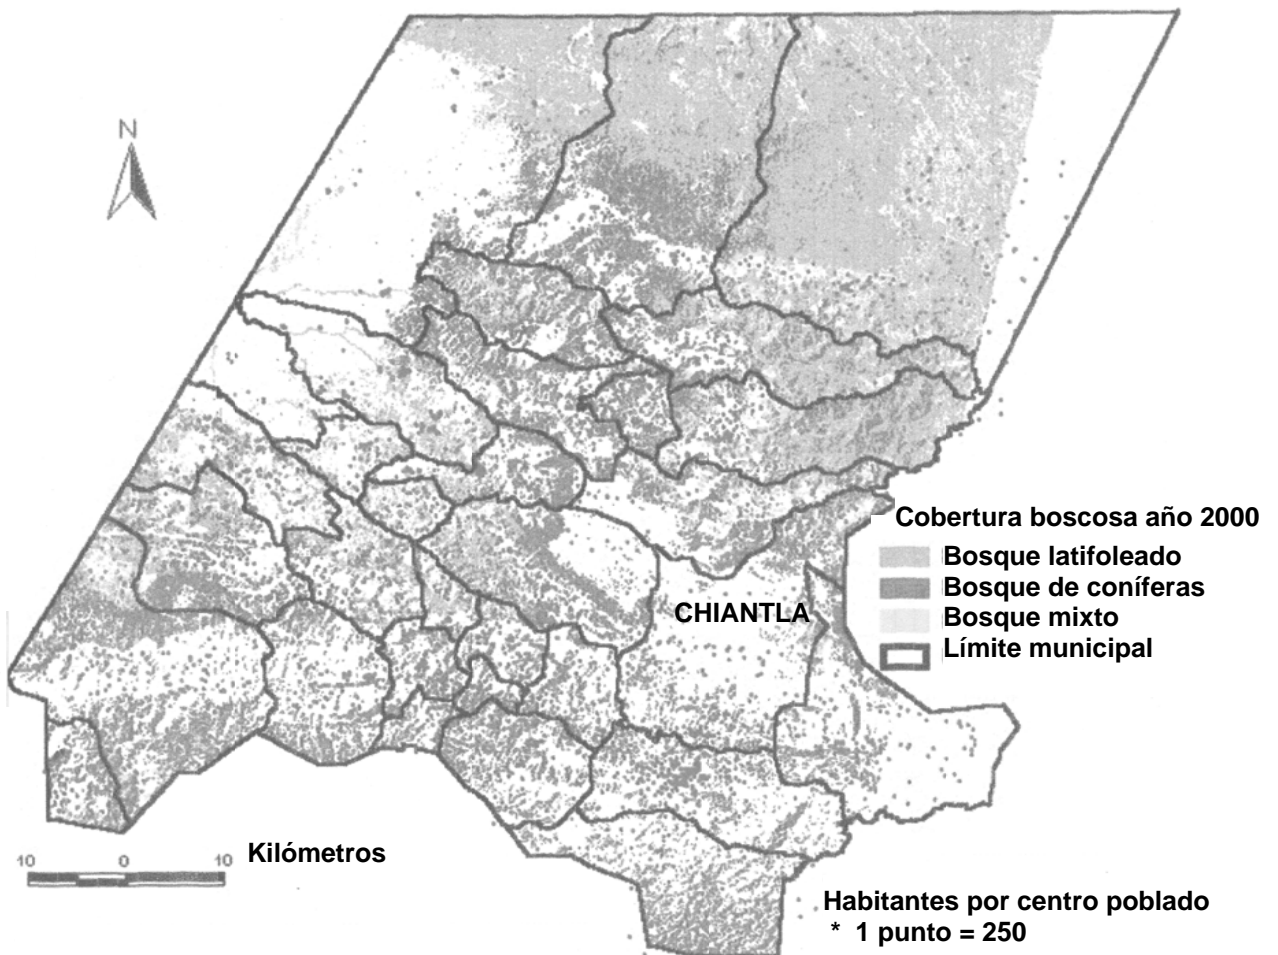 N
CHIANTLA
Cobertura boscosa año 2000
Bosque latifoleado
Bosque de coníferas
Bosque mixto
Límite municipal
10 0 10 Kilómetros
Habitantes por centro poblado
* 1 punto = 250